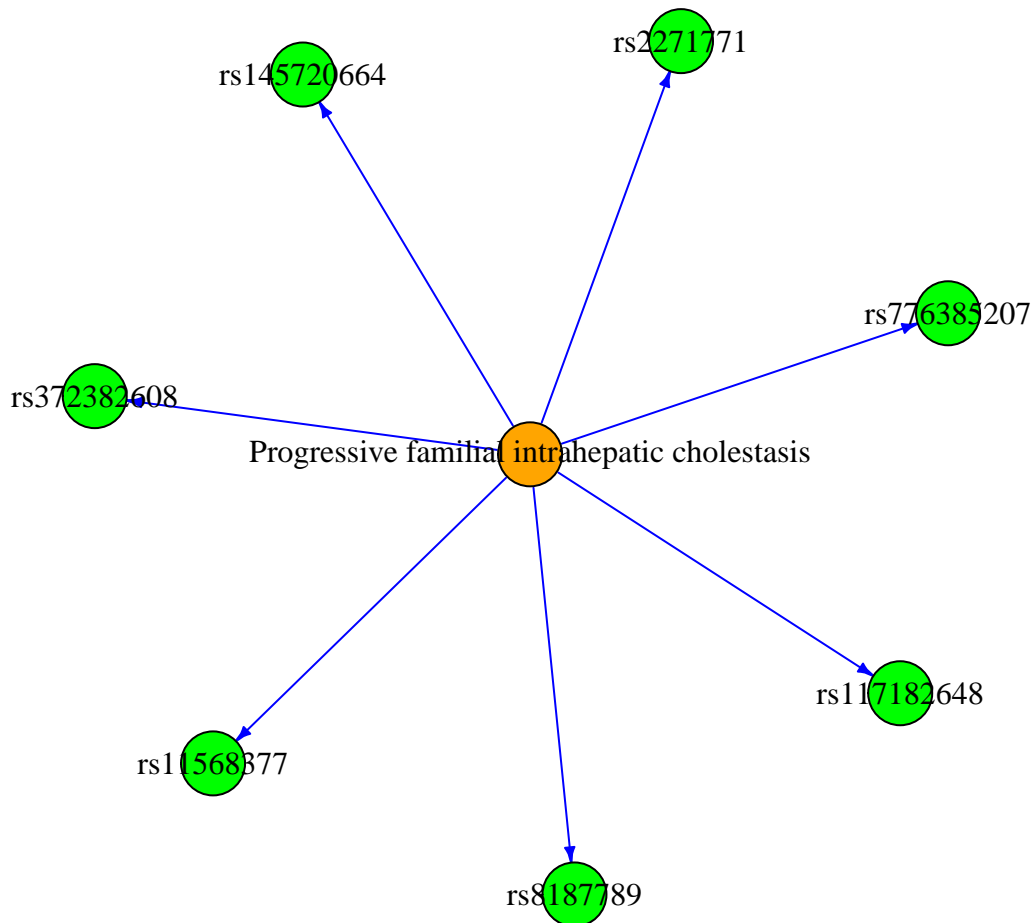 rs2271771
rs145720664
rs776385207
rs372382608
Progressive familial intrahepatic cholestasis
rs117182648
rs11568377
rs8187789